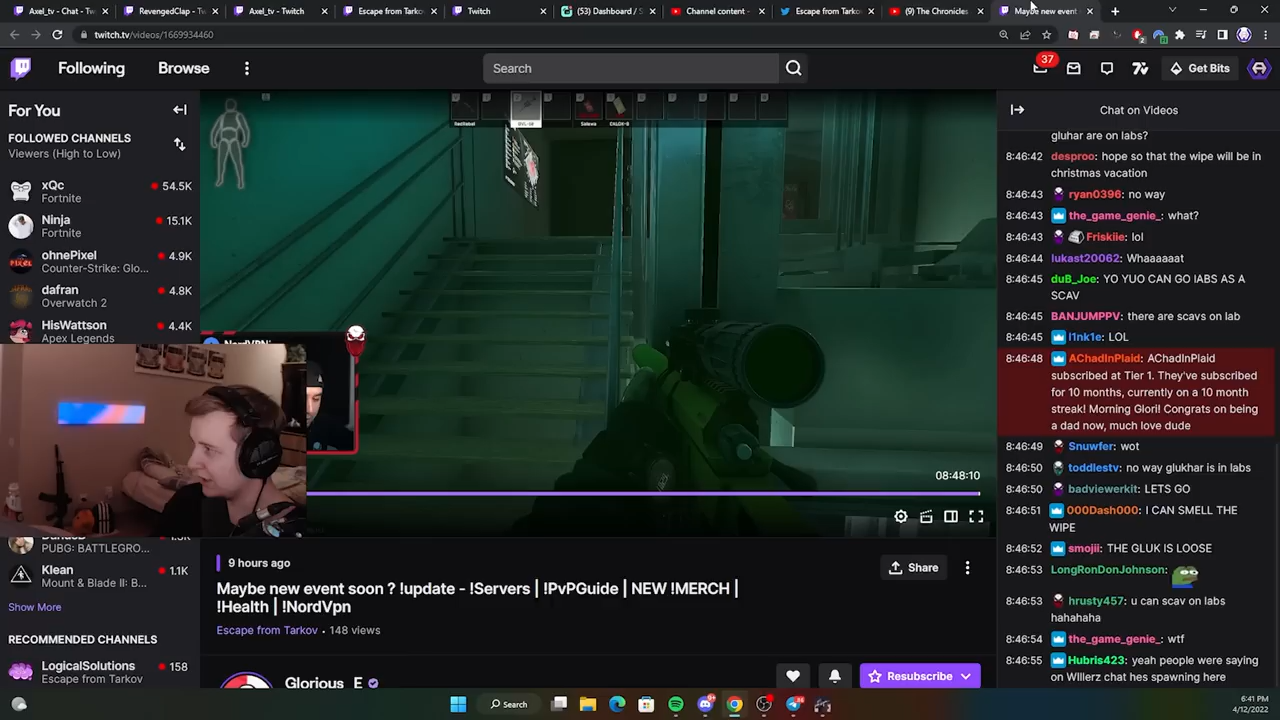 Axel_tv - Chat - Twitch
RevengedClap - Twitch
Axel_tv - Twitch
Escape from Tarkov
Twitch
(53) Dashboard / S
Channel content -
Escape from Tarkov
(9) The Chronicles
Maybe new event
twitch.tv/videos/1669934460
Following
Browse
Search
37
Get Bits
For You
FOLLOWED CHANNELS
Viewers (High to Low)
xQc
54.5K
Fortnite
Ninja
15.1K
Fortnite
ohnePixel
4.9K
Counter-Strike: Glo...
dafran
4.8K
Overwatch 2
HisWattson
4.4K
Apex Legends
PUBG: BATTLEGRO...
Klean
1.1K
Mount & Blade II: B...
Show More
RECOMMENDED CHANNELS
LogicalSolutions
158
Escape from Tarkov
08:48:10
9 hours ago
Share
Maybe new event soon ? !update - !Servers | !PvPGuide | NEW !MERCH |
!Health | !NordVpn
Escape from Tarkov • 148 views
Glorious_E
Resubscribe
Chat on Videos
gluhar are on labs?
8:46:42 desproo: hope so that the wipe will be in
christmas vacation
8:46:43 ryan0396: no way
8:46:43 the_game_genie_: what?
8:46:43 Friskiie: lol
8:46:44 lukast20062: Whaaaaaat
8:46:45 duB_Joe: YO YUO CAN GO lABS AS A
SCAV
8:46:45 BANJUMPPV: there are scavs on lab
8:46:45 l1nk1e: LOL
8:46:48 AChadInPlaid: AChadInPlaid
subscribed at Tier 1. They've subscribed
for 10 months, currently on a 10 month
streak! Morning Glori! Congrats on being
a dad now, much love dude
8:46:49 Snuwfer: wot
8:46:50 toddlestv: no way glukhar is in labs
8:46:50 badviewerkit: LETS GO
8:46:51 000Dash000: I CAN SMELL THE
WIPE
8:46:52 smojii: THE GLUK IS LOOSE
8:46:53 LongRonDonJohnson:
8:46:53 hrusty457: u can scav on labs
hahahaha
8:46:54 the_game_genie_: wtf
8:46:55 Hubris423: yeah people were saying
on Wllerz chat hes spawning here
Search
6:41 PM
4/12/2022